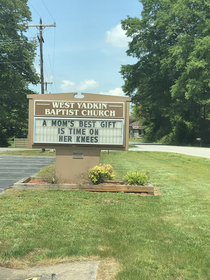 WEST YADKIN
BAPTIST CHURCH
A MOM'S BEST GIFT
IS TIME ON
HER KNEES